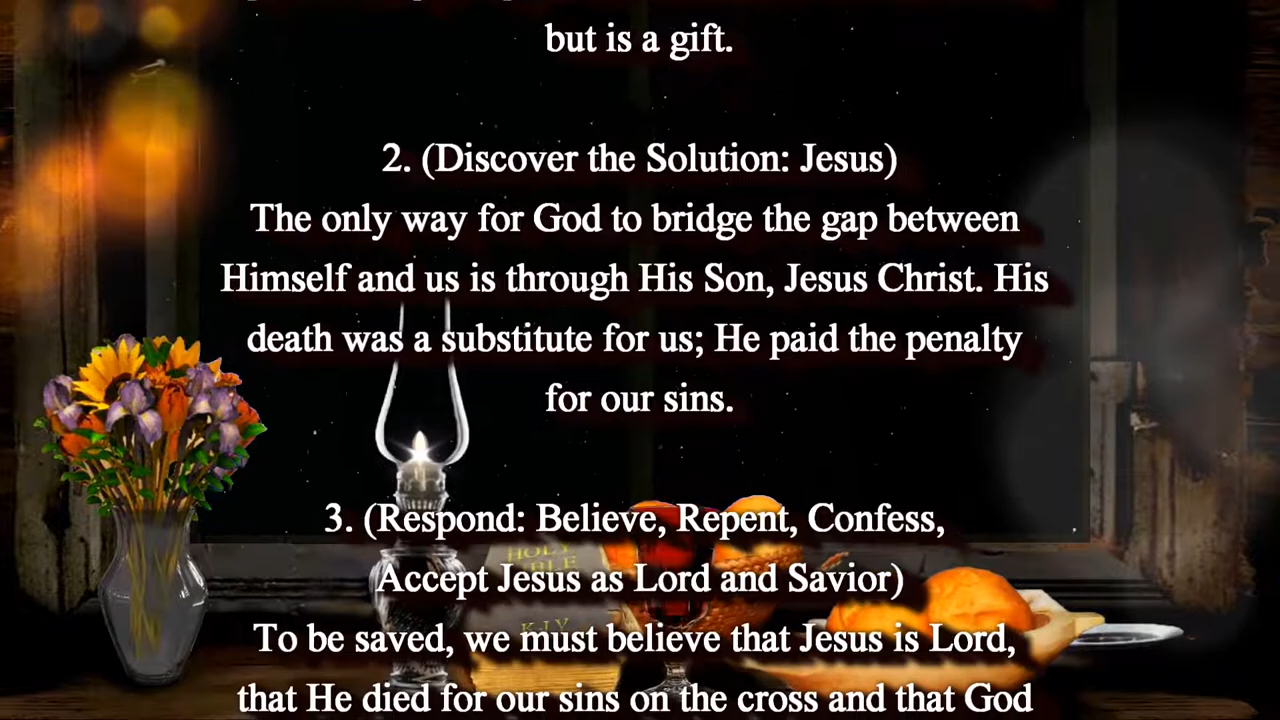 but is a gift.
2. (Discover the Solution: Jesus)
The only way for God to bridge the gap between
Himself and us is through His Son, Jesus Christ. His
death was a substitute for us; He paid the penalty
for our sins.
3. (Respond: Believe, Repent, Confess,
HOLY
BIBLE
Accept Jesus as Lord and Savior)
KJV
To be saved, we must believe that Jesus is Lord,
that He died for our sins on the cross and that God